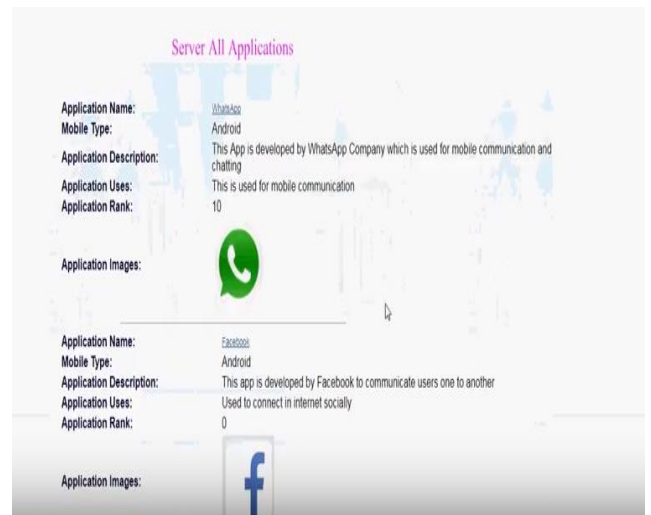 Server All Applications
Application Name: WhatsApp
Mobile Type: Android
Application Description: This App is developed by WhatsApp Company which is used for mobile communication and
chatting
Application Uses: This is used for mobile communication
Application Rank: 10
Application Images:
Application Name: Facebook
Mobile Type: Android
Application Description: This app is developed by Facebook to communicate users one to another
Application Uses: Used to connect in internet socially
Application Rank: 0
Application Images: